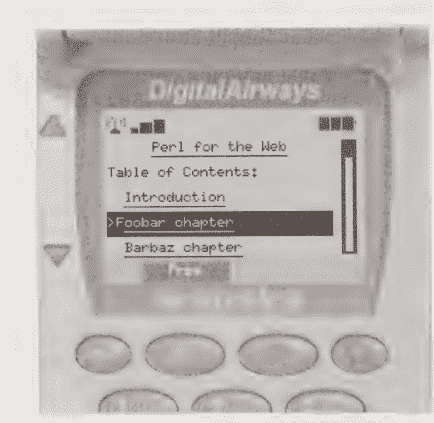 DigitalAirways
Perl for the Web
Table of Contents:
Introduction
>Foobar chapter
Barbaz chapter